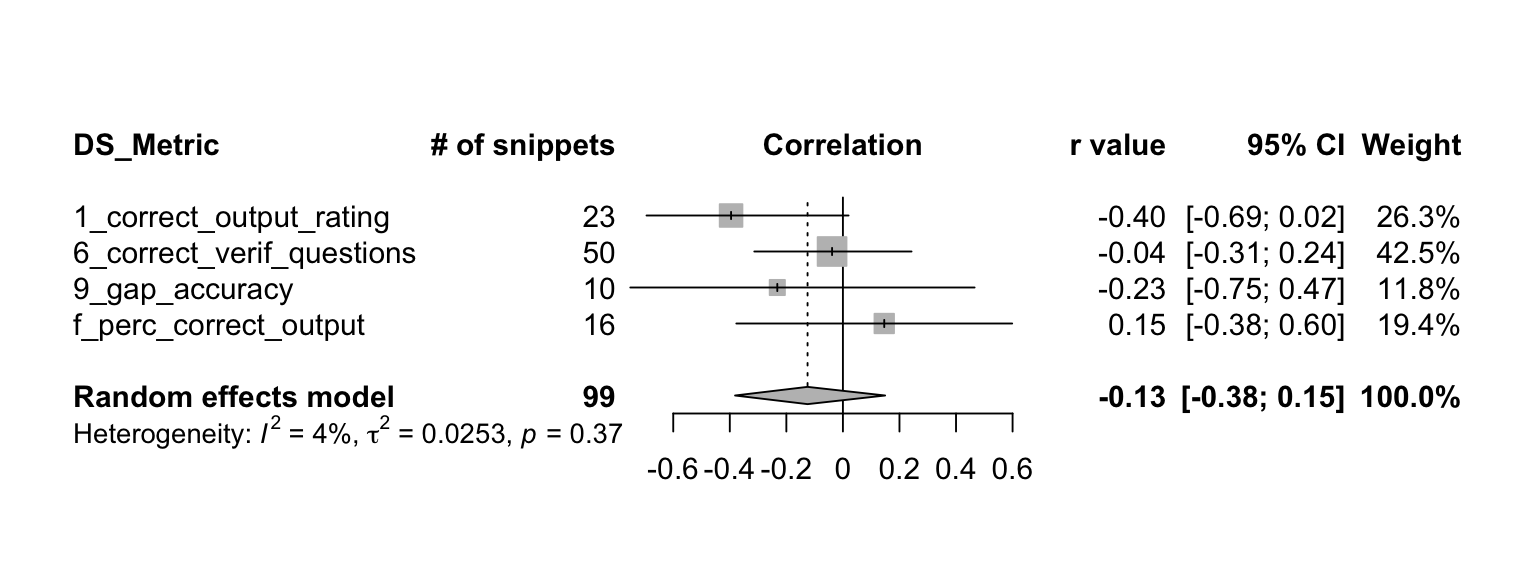 DS_Metric # of snippets Correlation r value 95% CI Weight
1_correct_output_rating 23 -0.40 [-0.69; 0.02] 26.3%
6_correct_verif_questions 50 -0.04 [-0.31; 0.24] 42.5%
9_gap_accuracy 10 -0.23 [-0.75; 0.47] 11.8%
f_perc_correct_output 16 0.15 [-0.38; 0.60] 19.4%
Random effects model 99 -0.13 [-0.38; 0.15] 100.0%
Heterogeneity: I² = 4%, τ² = 0.0253, p = 0.37
-0.6 -0.4 -0.2 0 0.2 0.4 0.6